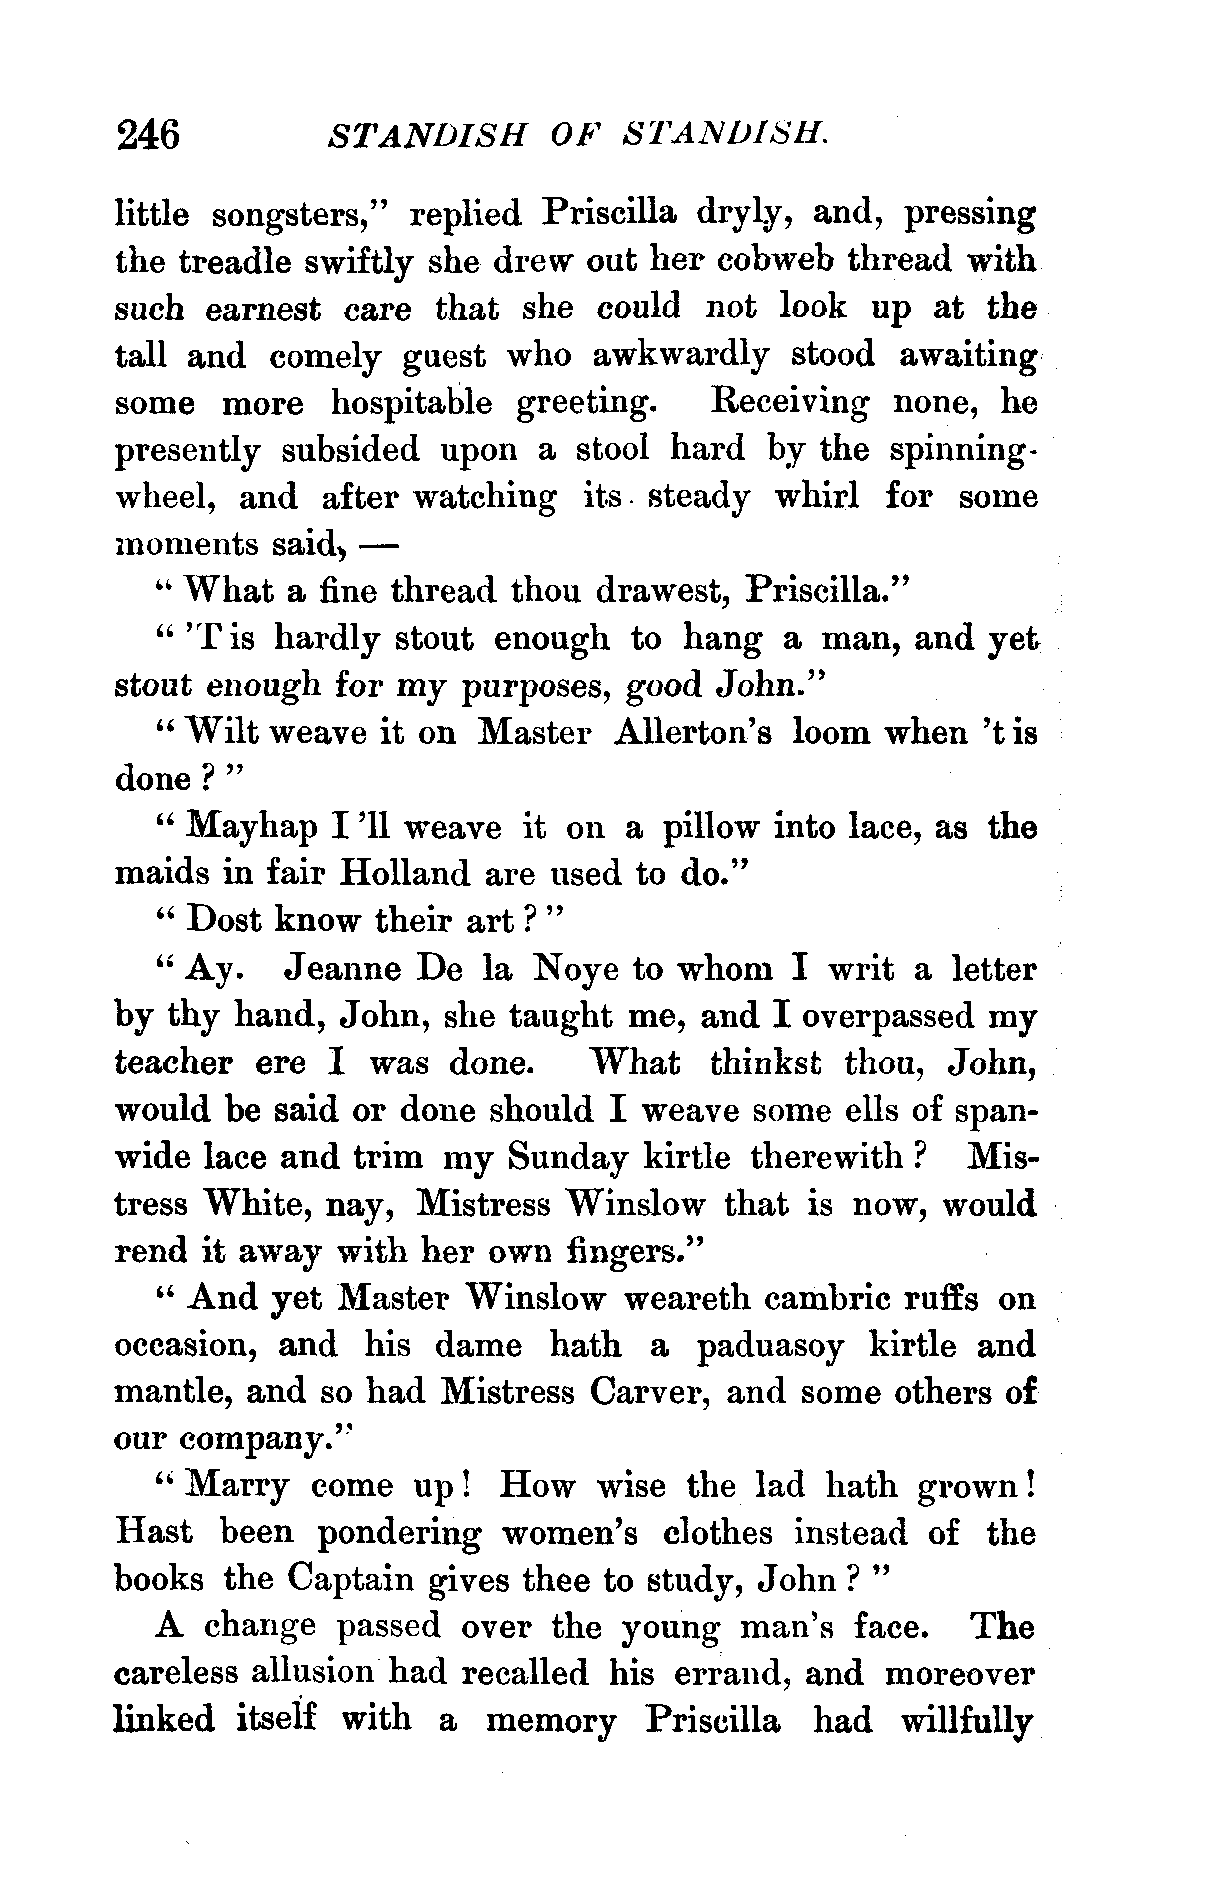 246 STANDISH OF STANDISH.
little songsters,” replied Priscilla dryly, and, pressing
the treadle swiftly she drew out her cobweb thread with
such earnest care that she could not look up at the
tall and comely guest who awkwardly stood awaiting
some more hospitable greeting. Receiving none, he
presently subsided upon a stool hard by the spinning-
wheel, and after watching its steady whirl for some
moments said, —
“ What a fine thread thou drawest, Priscilla.”
“ ’T is hardly stout enough to hang a man, and yet
stout enough for my purposes, good John.”
“ Wilt weave it on Master Allerton’s loom when ’t is
done ? ”
“ Mayhap I ’ll weave it on a pillow into lace, as the
maids in fair Holland are used to do.”
“ Dost know their art ? ”
“ Ay. Jeanne De la Noye to whom I writ a letter
by thy hand, John, she taught me, and I overpassed my
teacher ere I was done. What thinkst thou, John,
would be said or done should I weave some ells of span-
wide lace and trim my Sunday kirtle therewith ? Mis-
tress White, nay, Mistress Winslow that is now, would
rend it away with her own fingers.”
“ And yet Master Winslow weareth cambric ruffs on
occasion, and his dame hath a paduasoy kirtle and
mantle, and so had Mistress Carver, and some others of
our company.”
“ Marry come up ! How wise the lad hath grown !
Hast been pondering women’s clothes instead of the
books the Captain gives thee to study, John ? ”
A change passed over the young man’s face. The
careless allusion had recalled his errand, and moreover
linked itself with a memory Priscilla had willfully